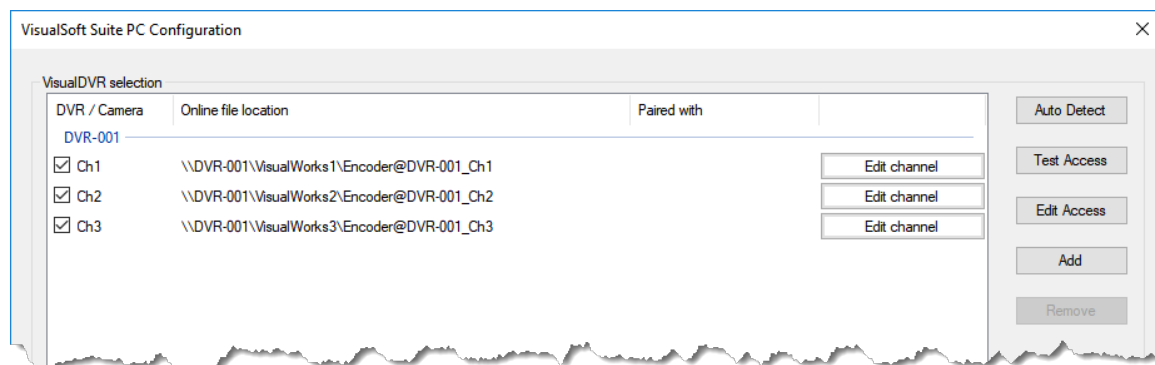 VisualSoft Suite PC Configuration
VisualDVR selection
DVR / Camera Online file location Paired with
DVR-001
Ch1 \\DVR-001\VisualWorks1\Encoder@DVR-001_Ch1 Edit channel
Ch2 \\DVR-001\VisualWorks2\Encoder@DVR-001_Ch2 Edit channel
Ch3 \\DVR-001\VisualWorks3\Encoder@DVR-001_Ch3 Edit channel
Auto Detect
Test Access
Edit Access
Add
Remove